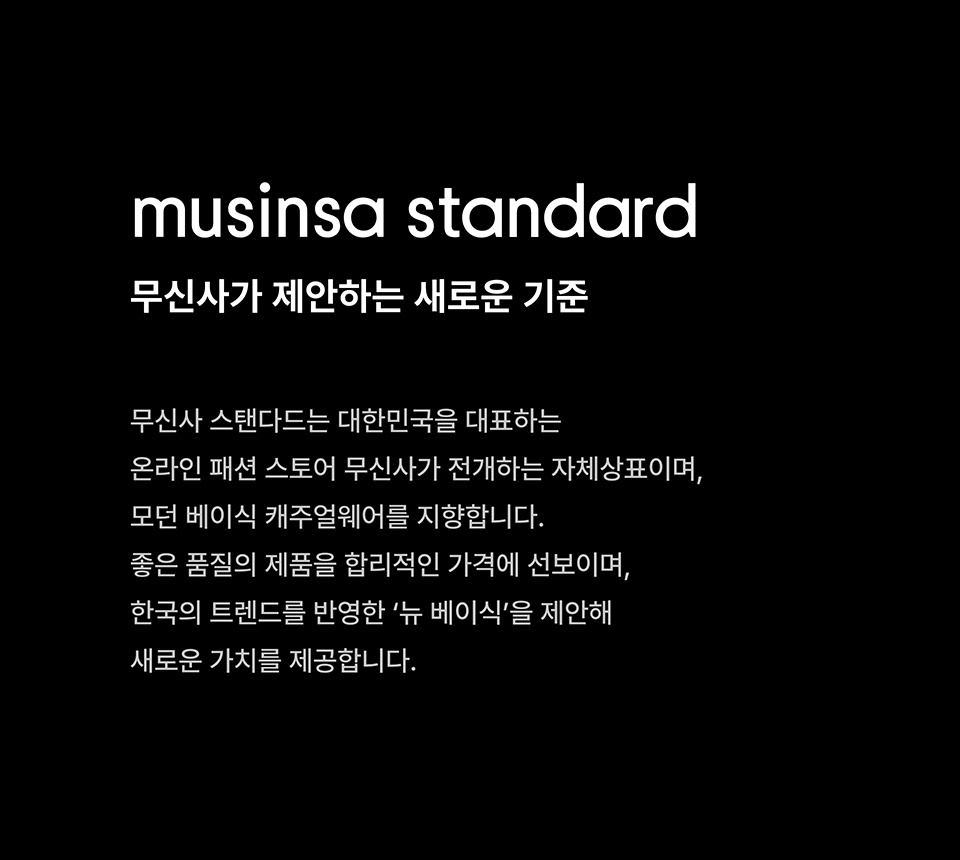 musinsa standard
무신사가 제안하는 새로운 기준
무신사 스탠다드는 대한민국을 대표하는
온라인 패션 스토어 무신사가 전개하는 자체상표이며,
모던 베이식 캐주얼웨어를 지향합니다.
좋은 품질의 제품을 합리적인 가격에 선보이며,
한국의 트렌드를 반영한 ‘뉴 베이식’을 제안해
새로운 가치를 제공합니다.